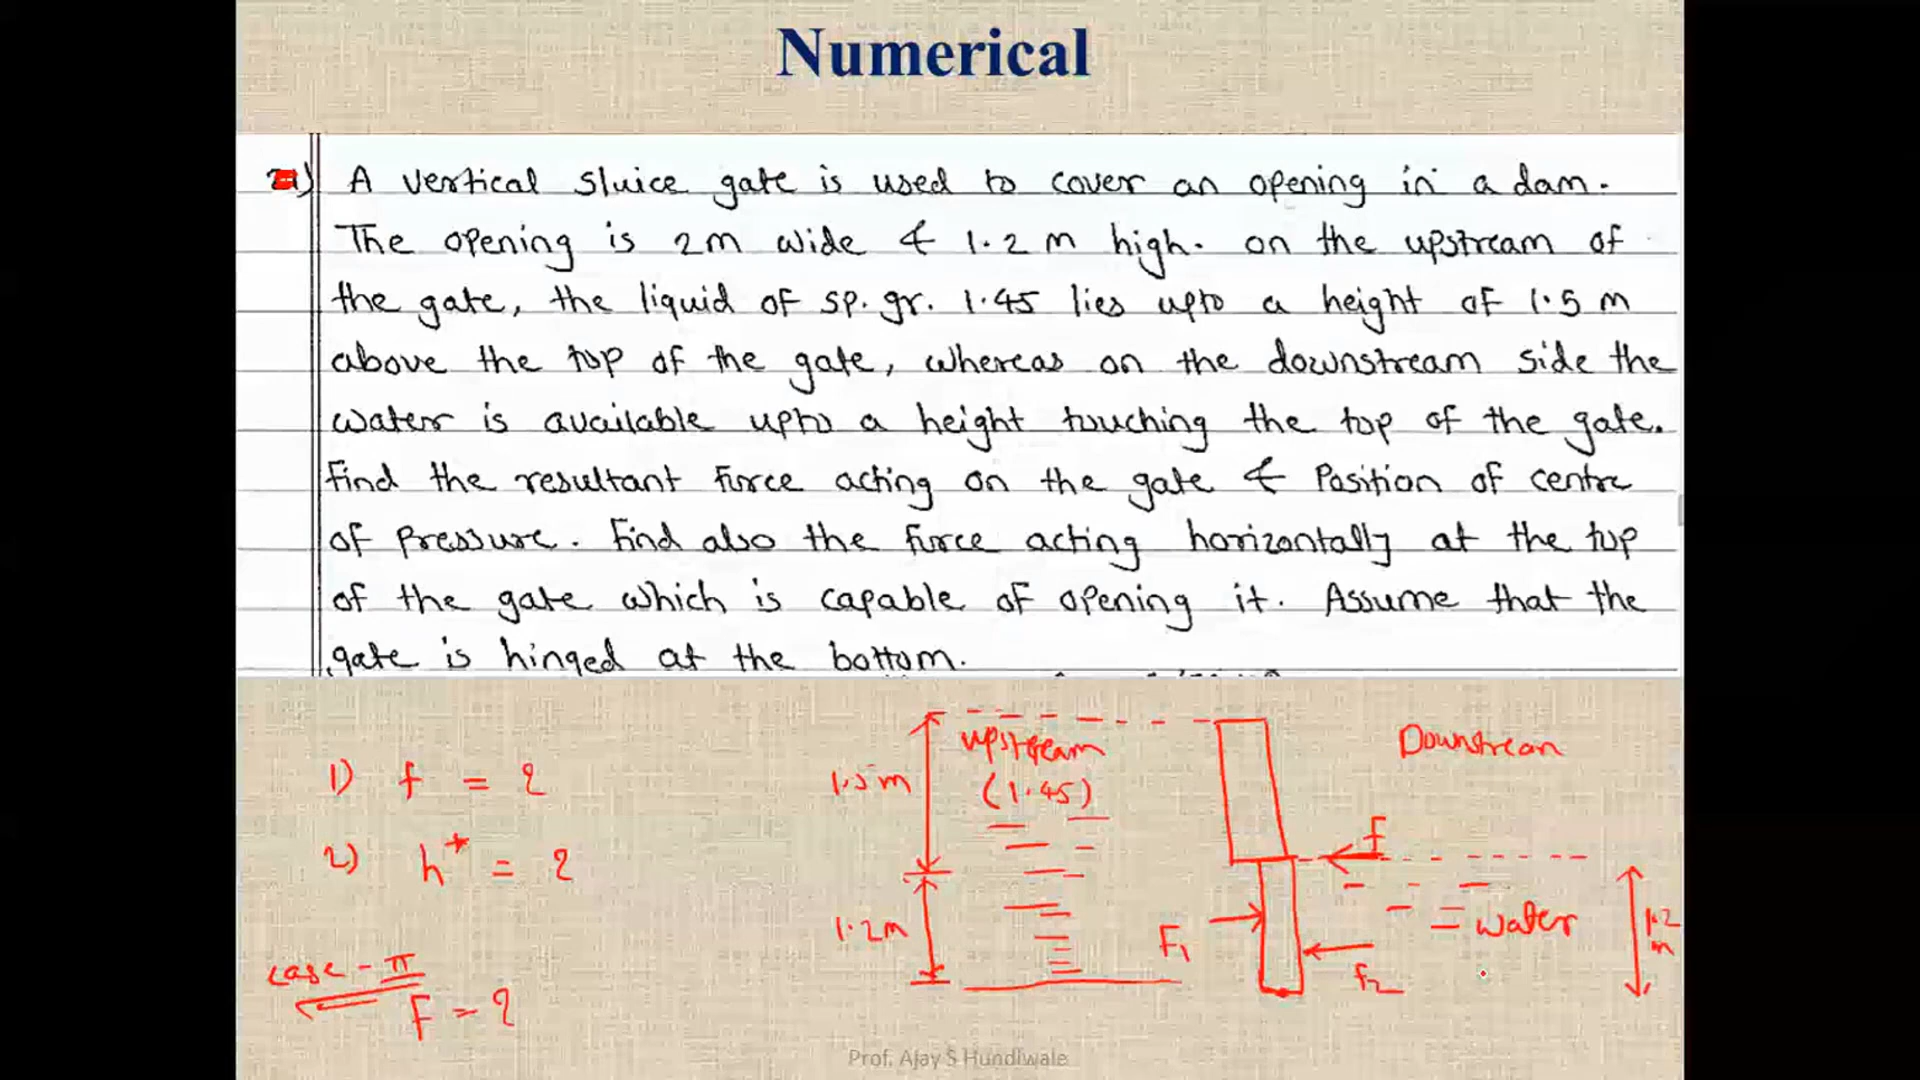 Numerical
A vertical sluice gate is used to cover an opening in a dam.
The opening is 2m wide & 1.2 m high. on the upstream of
the gate, the liquid of sp. gr. 1.45 lies upto a height of 1.5 m
above the top of the gate, whereas on the downstream side the
water is available upto a height touching the top of the gate.
Find the resultant force acting on the gate & Position of centre
of pressure. Find also the force acting horizontally at the top
of the gate which is capable of opening it. Assume that the
gate is hinged at the bottom.
upstream
(1.45)
Downstrean
1.5m
1) f = ?
F
2) h* = ?
1.2m
F1
water
1.2
m
F2
case - II
F = ?
Prof. Ajay S Hundiwale